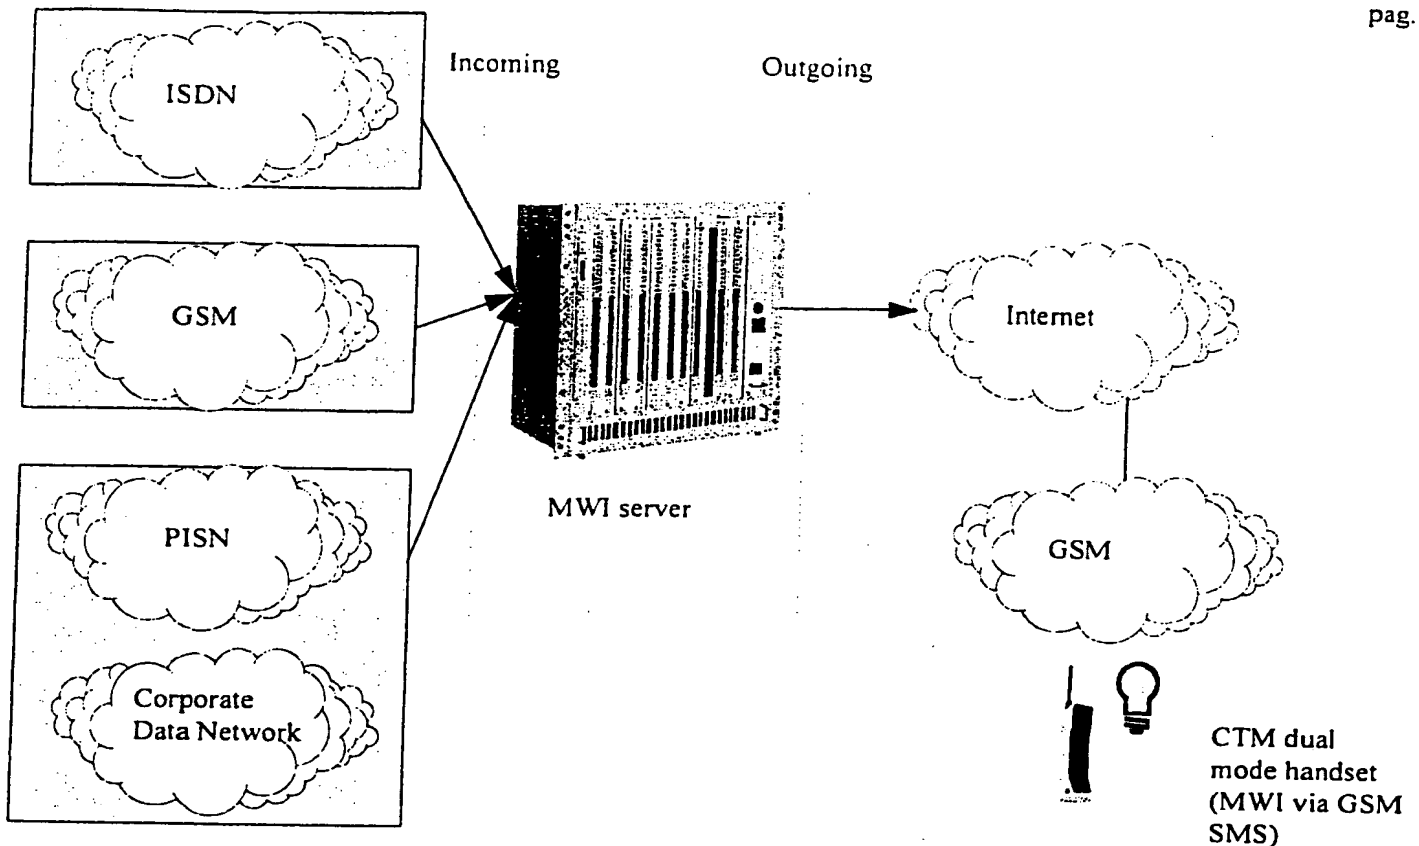 pag.
Incoming
Outgoing
ISDN
GSM
Internet
MWI server
PISN
GSM
Corporate
Data Network
CTM dual
mode handset
(MWI via GSM
SMS)